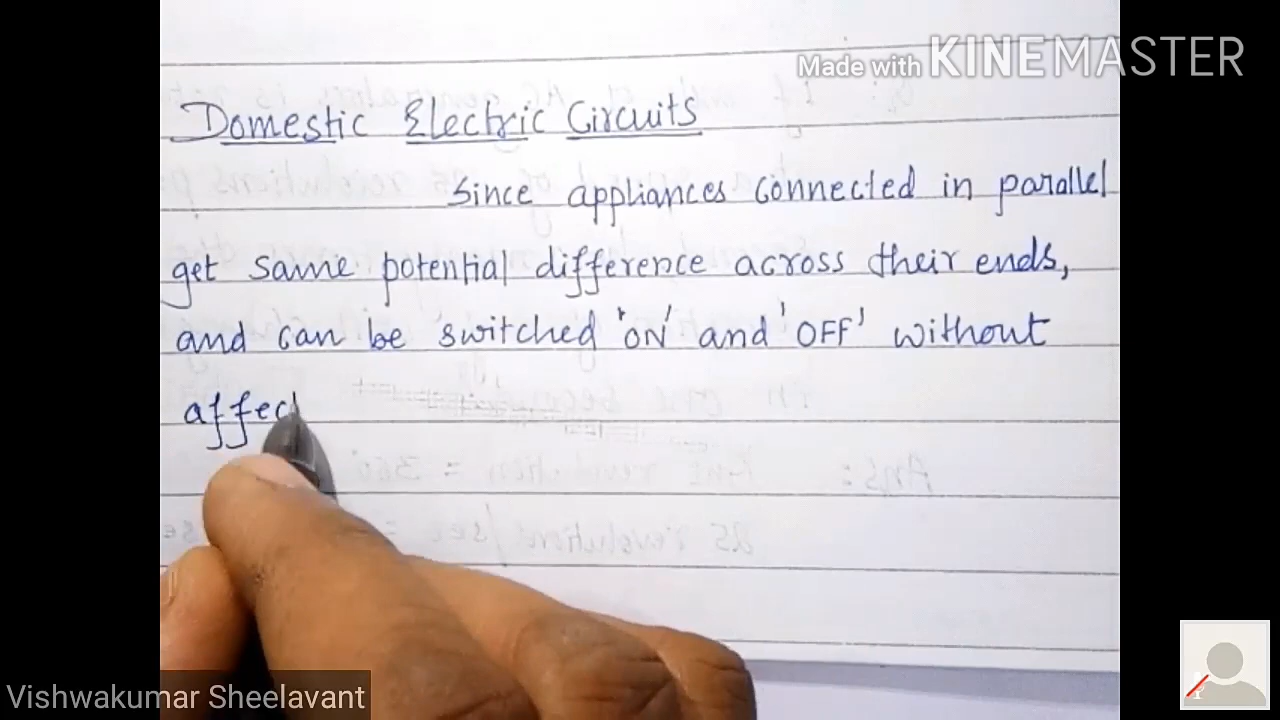 Made with KINEMASTER
Domestic Electric Circuits
Since appliances connected in parallel
get same potential difference across their ends,
and can be switched 'ON' and 'OFF' without
affec
Vishwakumar Sheelavant